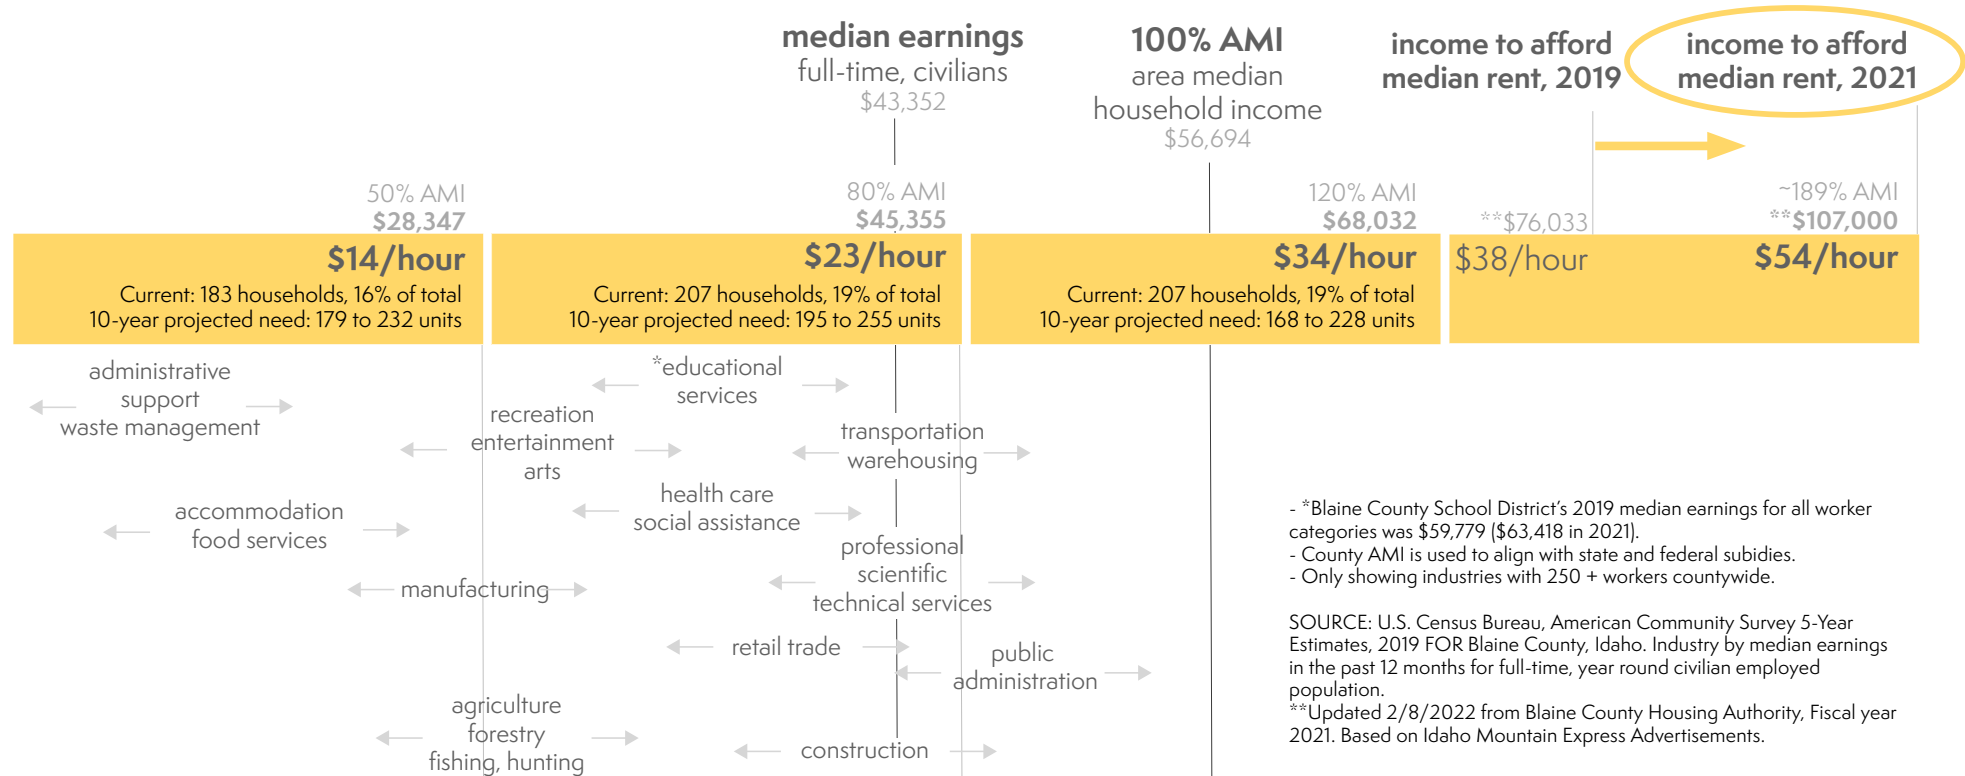 median earnings
full-time, civilians
$43,352
100% AMI
area median
household income
$56,694
income to afford
median rent, 2019
income to afford
median rent, 2021
50% AMI
$28,347
80% AMI
$45,355
120% AMI
$68,032
**$76,033
~189% AMI
**$107,000
$14/hour
Current: 183 households, 16% of total
10-year projected need: 179 to 232 units
$23/hour
Current: 207 households, 19% of total
10-year projected need: 195 to 255 units
$34/hour
Current: 207 households, 19% of total
10-year projected need: 168 to 228 units
$38/hour
$54/hour
administrative
support
waste management
*educational
services
recreation
entertainment
arts
transportation
warehousing
accommodation
food services
health care
social assistance
manufacturing
professional
scientific
technical services
retail trade
public
administration
agriculture
forestry
fishing, hunting
construction
- *Blaine County School District’s 2019 median earnings for all worker
categories was $59,779 ($63,418 in 2021).
- County AMI is used to align with state and federal subidies.
- Only showing industries with 250 + workers countywide.
SOURCE: U.S. Census Bureau, American Community Survey 5-Year
Estimates, 2019 FOR Blaine County, Idaho. Industry by median earnings
in the past 12 months for full-time, year round civilian employed
population.
**Updated 2/8/2022 from Blaine County Housing Authority, Fiscal year
2021. Based on Idaho Mountain Express Advertisements.